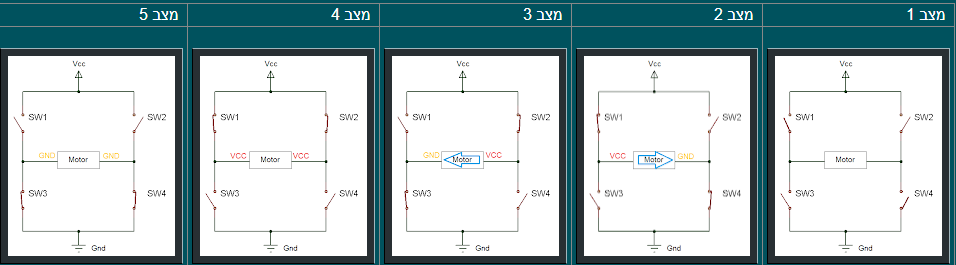 מצב 1
מצב 2
מצב 3
מצב 4
מצב 5
Vcc
SW1
SW2
Motor
SW3
SW4
Gnd
Vcc
SW1
SW2
VCC
Motor
GND
SW3
SW4
Gnd
Vcc
SW1
SW2
GND
Motor
VCC
SW3
SW4
Gnd
Vcc
SW1
SW2
VCC
Motor
VCC
SW3
SW4
Gnd
Vcc
SW1
SW2
GND
Motor
GND
SW3
SW4
Gnd